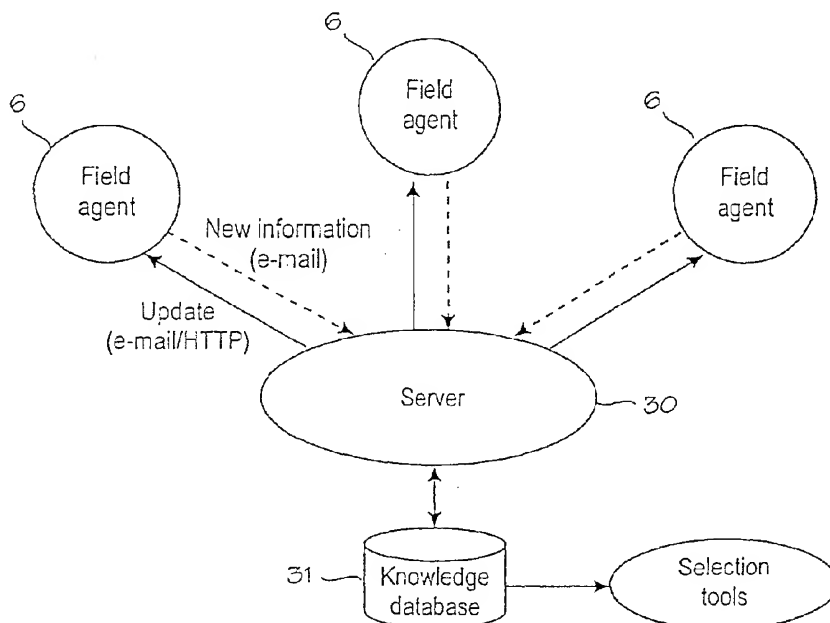 6
Field
agent
6
Field
agent
6
Field
agent
New information
(e-mail)
Update
(e-mail/HTTP)
Server
30
31
Knowledge
database
Selection
tools